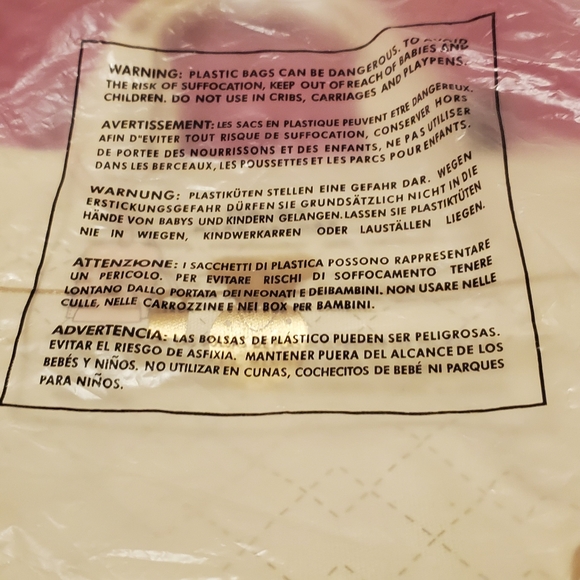 WARNING: PLASTIC BAGS CAN BE DANGEROUS. TO AVOID
THE RISK OF SUFFOCATION, KEEP OUT OF REACH OF BABIES AND
CHILDREN. DO NOT USE IN CRIBS, CARRIAGES AND PLAYPENS.
AVERTISSEMENT: LES SACS EN PLASTIQUE PEUVENT ETRE DANGEREUX.
AFIN D'EVITER TOUT RISQUE DE SUFFOCATION, CONSERVER HORS
DE PORTEE DES NOURRISSONS ET DES ENFANTS, NE PAS UTILISER
DANS LES BERCEAUX, LES POUSSETTES ET LES PARCS POUR ENFANTS.
WARNUNG: PLASTIKÜTEN STELLEN EINE GEFAHR DAR. WEGEN
ERSTICKUNGSGEFAHR DÜRFEN SIE GRUNDSÄTZLICH NICHT IN DIE
HÄNDE VON BABYS UND KINDERN GELANGEN. LASSEN SIE PLASTIKTÜTEN
NIE IN WIEGEN, KINDWERKARREN ODER LAUSTÄLLEN LIEGEN.
ATTENZIONE: I SACCHETTI DI PLASTICA POSSONO RAPPRESENTARE
UN PERICOLO. PER EVITARE RISCHI DI SOFFOCAMENTO TENERE
LONTANO DALLO PORTATA DEI NEONATI E DEIBAMBINI. NON USARE NELLE
CULLE, NELLE CARROZZINE E NEI BOX PER BAMBINI.
ADVERTENCIA: LAS BOLSAS DE PLÁSTICO PUEDEN SER PELIGROSAS.
EVITAR EL RIESGO DE ASFIXIA. MANTENER PUERA DEL ALCANCE DE LOS
BEBÉS Y NIÑOS. NO UTILIZAR EN CUNAS, COCHECITOS DE BEBÉ NI PARQUES
PARA NIÑOS.